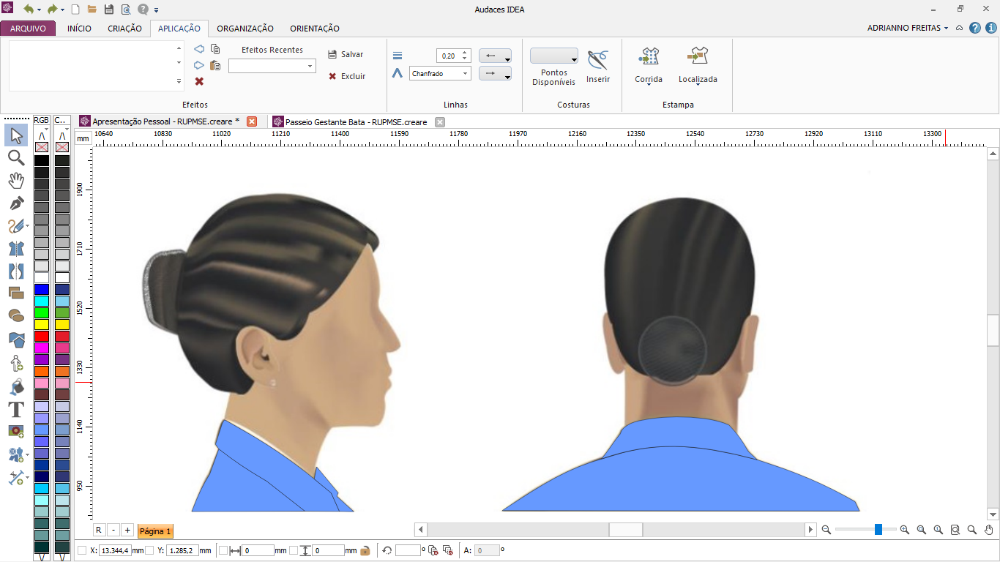 Audaces IDEA
ARQUIVO INÍCIO CRIAÇÃO APLICAÇÃO ORGANIZAÇÃO ORIENTAÇÃO ADRIANNO FREITAS
Efeitos Recentes
Salvar
Excluir
Efeitos
0,20
Chanfrado
Linhas
Pontos
Disponíveis
Inserir
Costuras
Corrida
Localizada
Estampa
RGB C..
Apresentação Pessoal - RUPMSE.creare *
Passeio Gestante Bata - RUPMSE.creare
mm
10640 10830 11020 11210 11400 11590 11780 11970 12160 12350 12540 12730 12920 13110 13300
1900
1710
1520
1330
1140
950
R - + Página 1
X: 13.344,4 mm Y: 1.285,2 mm 0 mm 0 mm º A: 0 º